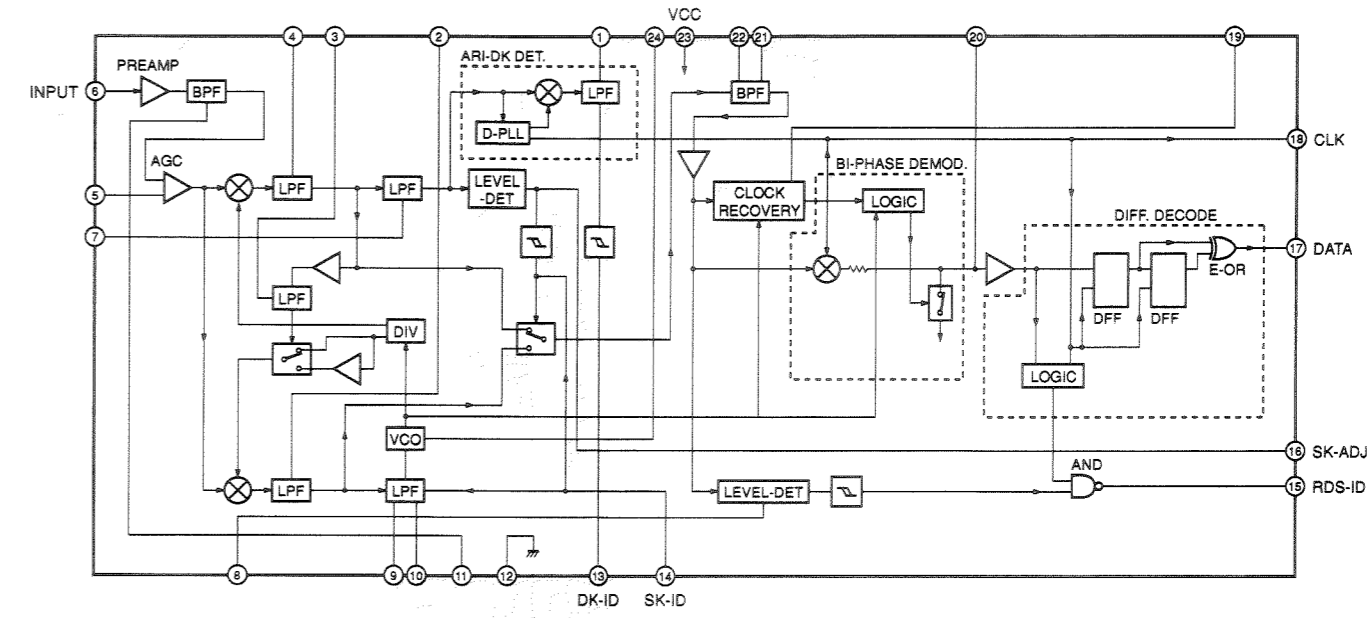 VCC
4 3 2 1 24 23 22 21 20 19
ARI-DK DET.
PREAMP
INPUT 6 BPF LPF BPF
D-PLL 18 CLK
AGC BI-PHASE DEMOD.
5 LPF LPF LEVEL
-DET CLOCK
RECOVERY LOGIC
DIFF. DECODE
7 17 DATA
E-OR
LPF
DFF DFF
DIV
LOGIC
VCO
16 SK-ADJ
AND
LPF LPF LEVEL-DET 15 RDS-ID
8 9 10 11 12 13 14
DK-ID SK-ID